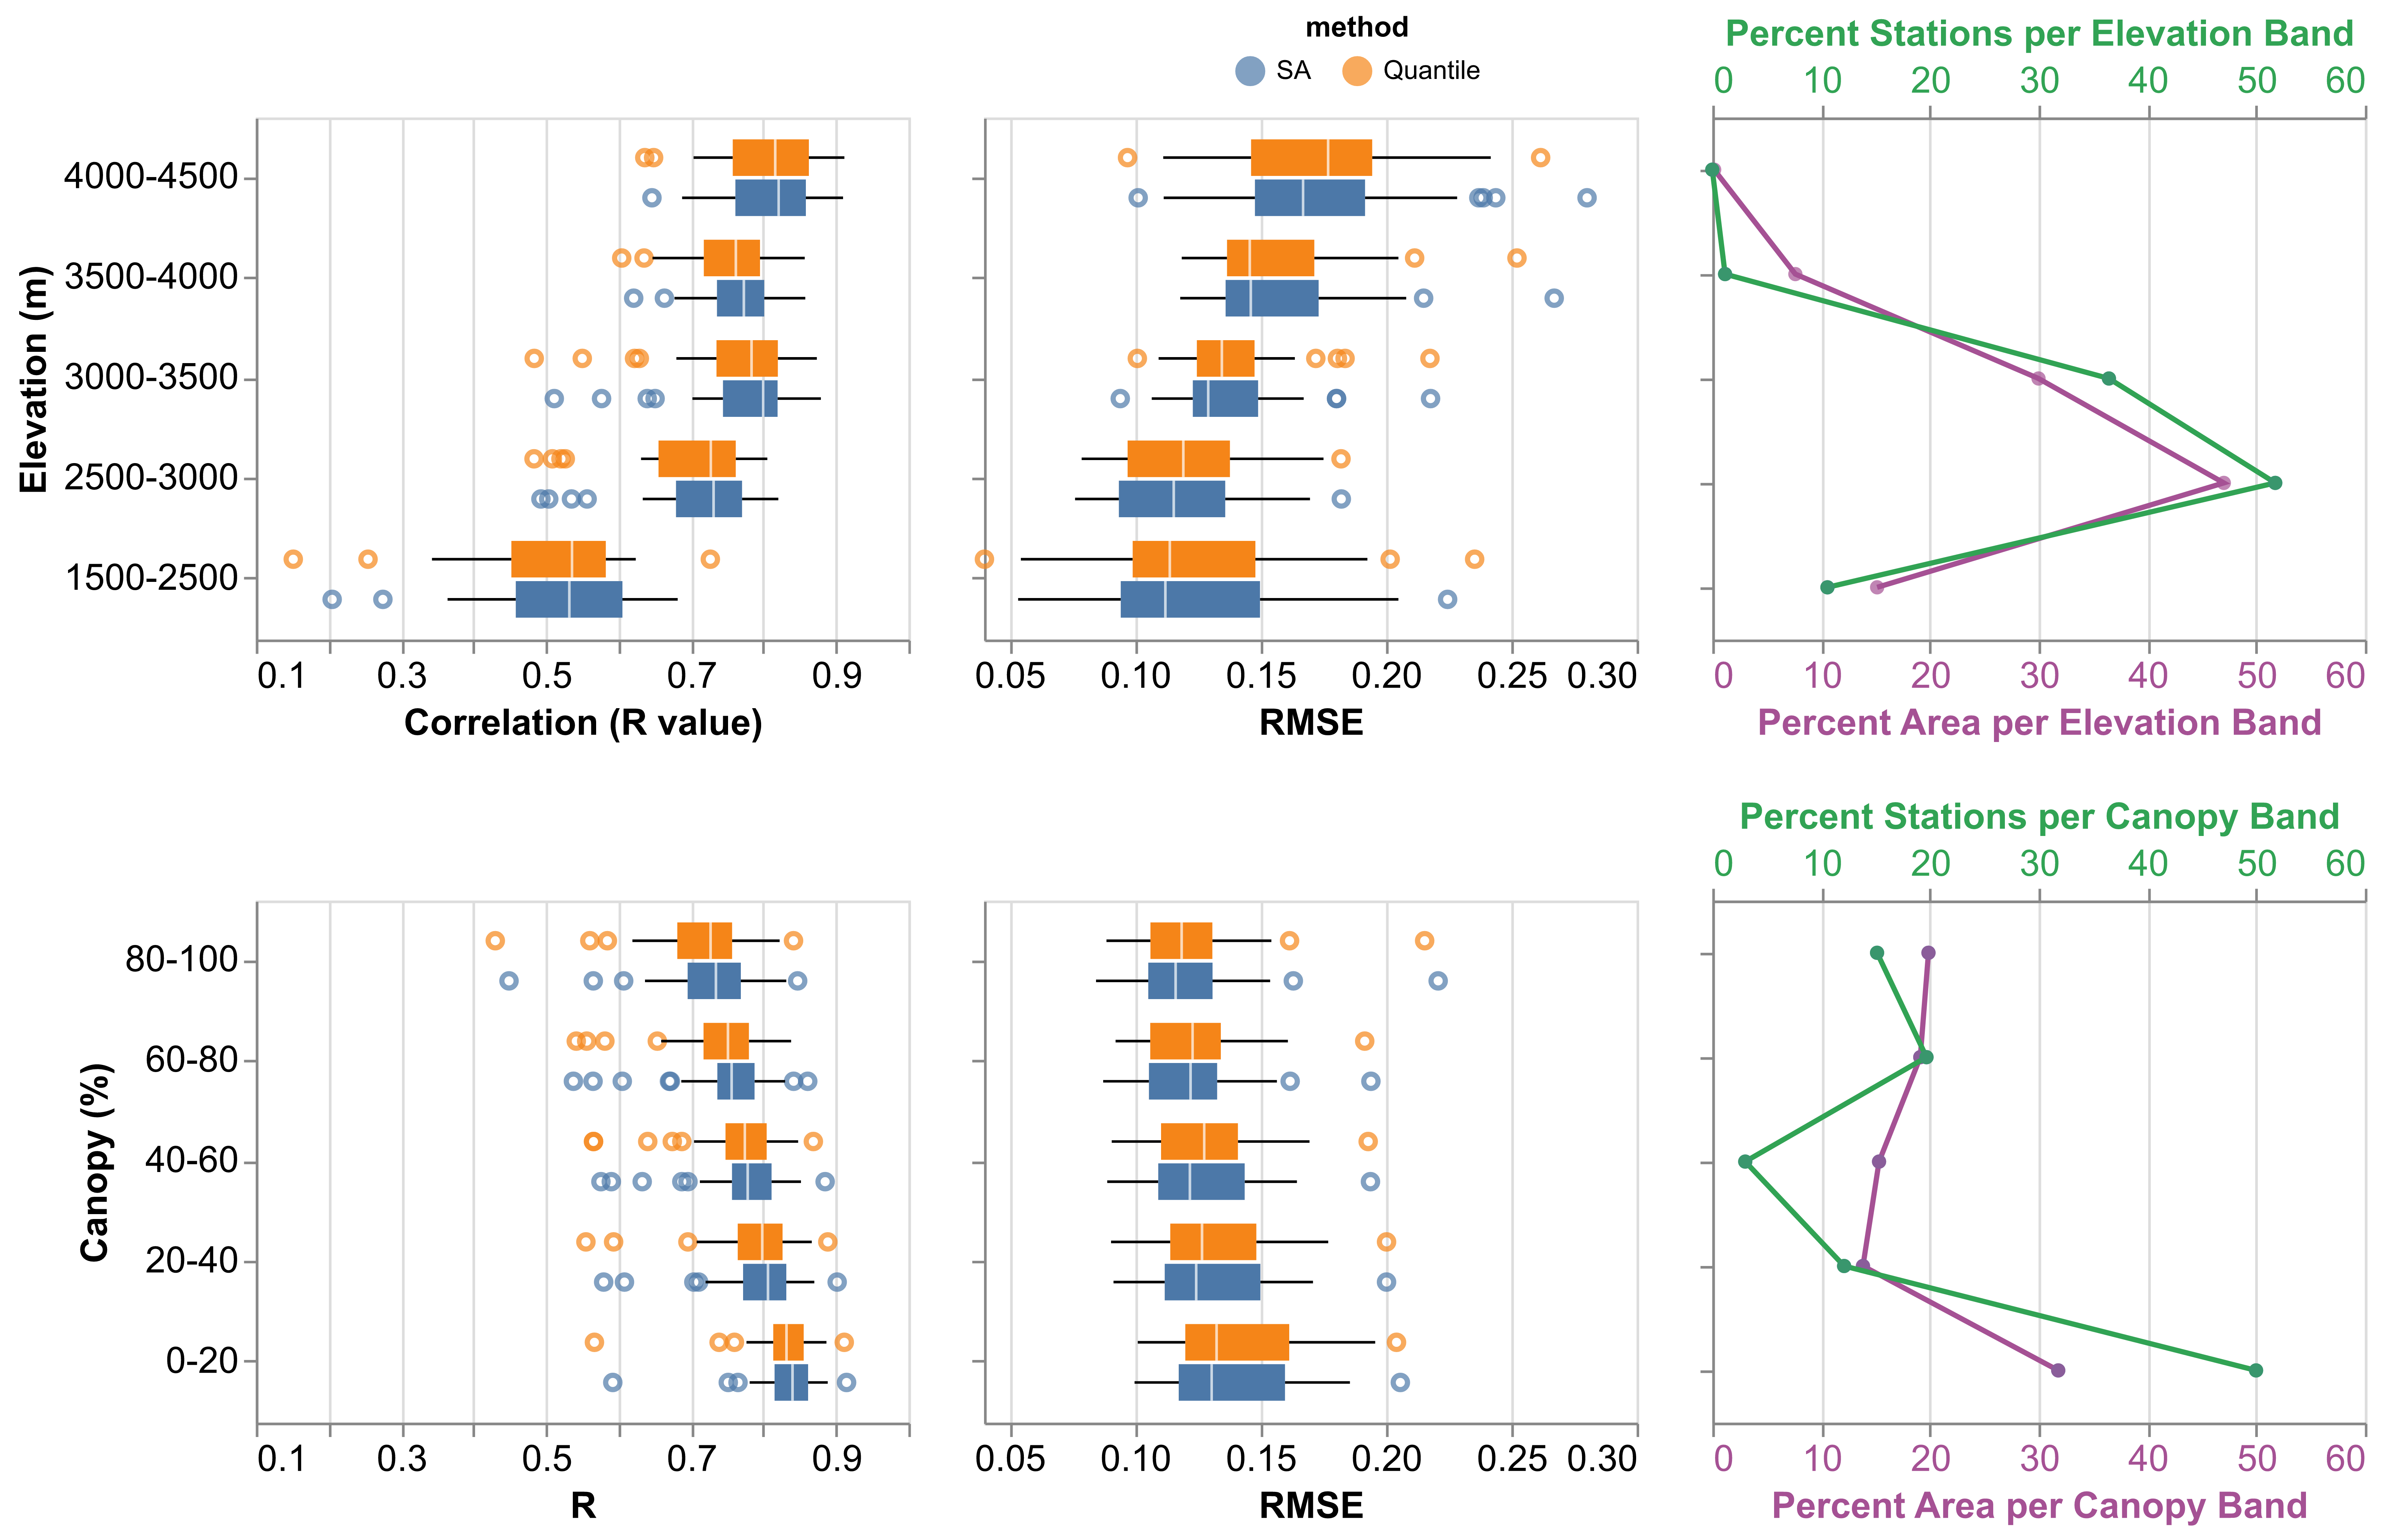 method
SA Quantile
Percent Stations per Elevation Band
0 10 20 30 40 50 60
Elevation (m)
4000-4500
3500-4000
3000-3500
2500-3000
1500-2500
0.1 0.3 0.5 0.7 0.9
Correlation (R value)
0.05 0.10 0.15 0.20 0.25 0.30
RMSE
0 10 20 30 40 50 60
Percent Area per Elevation Band
Percent Stations per Canopy Band
0 10 20 30 40 50 60
Canopy (%)
80-100
60-80
40-60
20-40
0-20
0.1 0.3 0.5 0.7 0.9
R
0.05 0.10 0.15 0.20 0.25 0.30
RMSE
0 10 20 30 40 50 60
Percent Area per Canopy Band